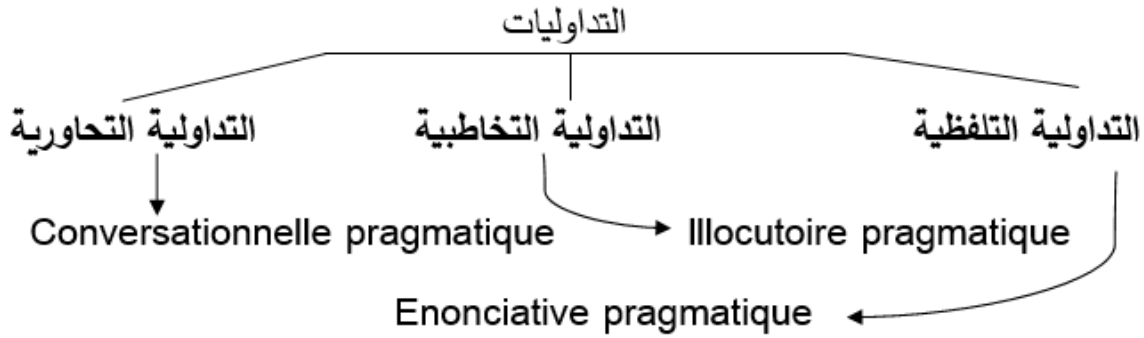 التداوليات
التداولية التلفظية التداولية التخاطبية التداولية التحاورية
Conversationnelle pragmatique Illocutoire pragmatique
Enonciative pragmatique